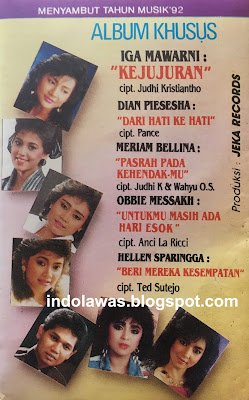 MENYAMBUT TAHUN MUSIK'92
ALBUM KHUSUS
IGA MAWARNI :
"KEJUJURAN"
cipt. Judhi Kristiantho
DIAN PIESESHA :
"DARI HATI KE HATI"
cipt. Pance
MERIAM BELLINA :
"PASRAH PADA
KEHENDAK-MU"
cipt. Judhi K & Wahyu O.S.
OBBIE MESSAKH :
"UNTUKMU MASIH ADA
HARI ESOK"
cipt. Anci La Ricci
HELLEN SPARINGGA :
"BERI MEREKA KESEMPATAN"
cipt. Ted Sutejo
Produksi : JEKA RECORDS
indolawas.blogspot.com